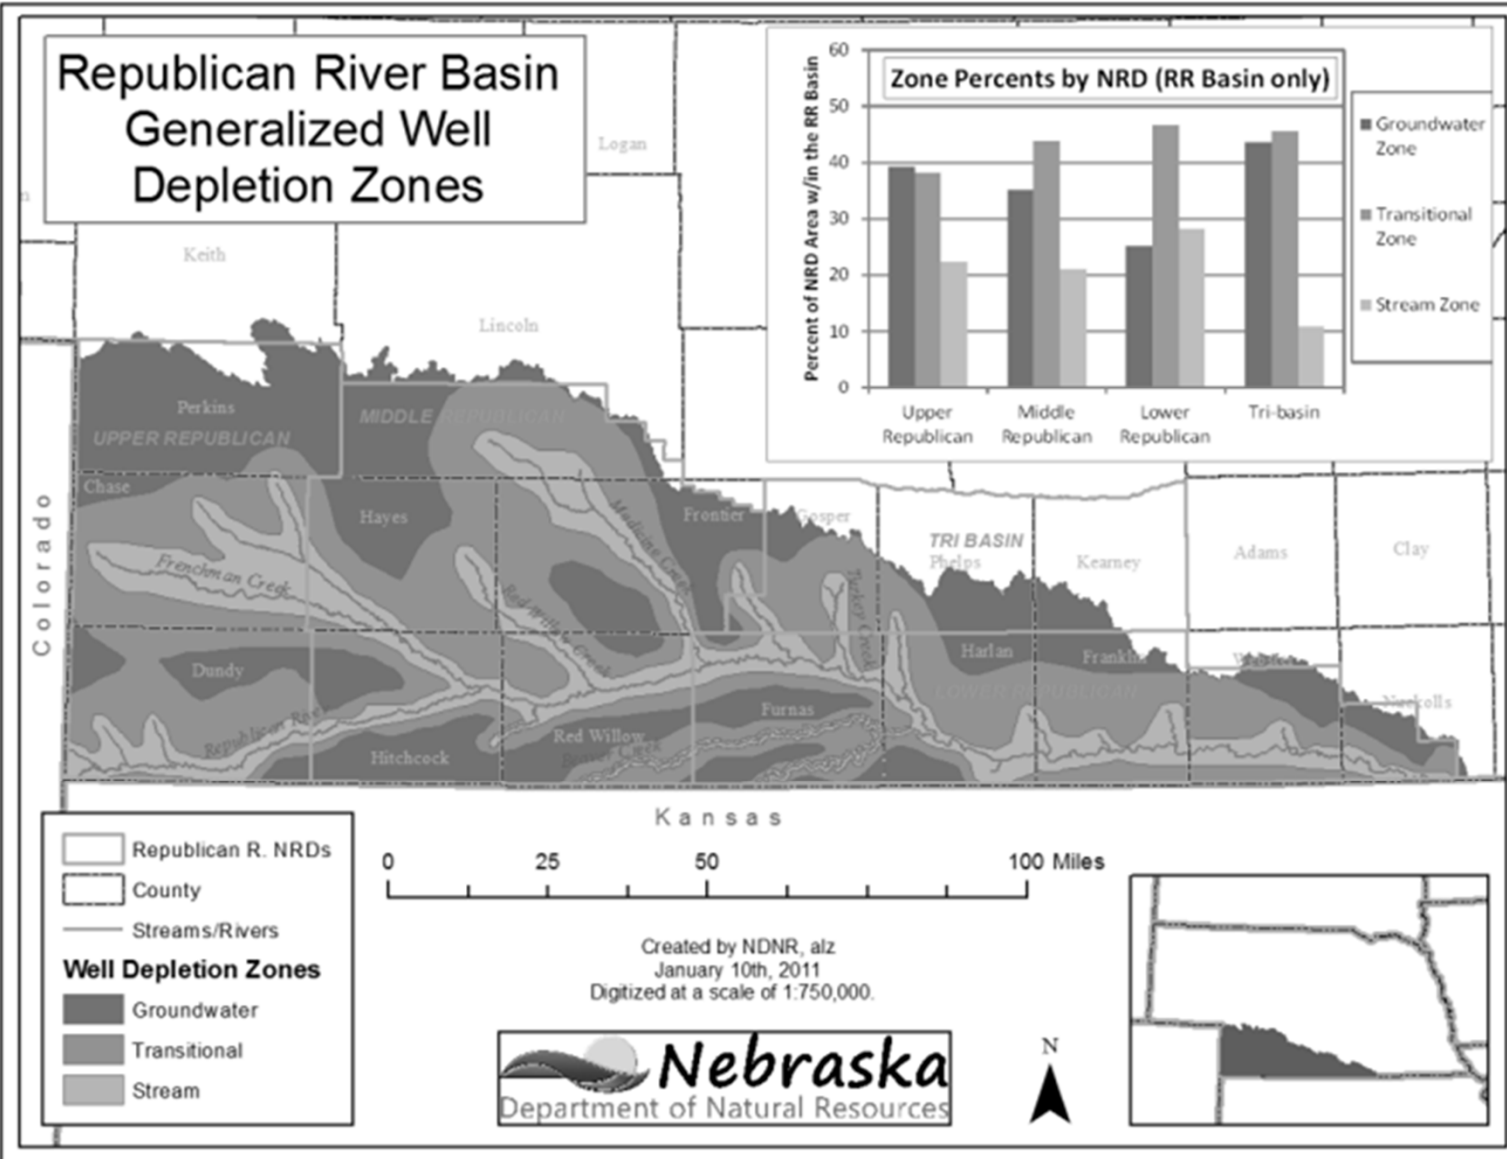 Republican River Basin
Generalized Well
Depletion Zones
Zone Percents by NRD (RR Basin only)
Percent of NRD Area w/in the RR Basin
60
50
40
30
20
10
0
Upper
Republican
Middle
Republican
Lower
Republican
Tri-basin
Groundwater
Zone
Transitional
Zone
Stream Zone
Logan
Keith
Lincoln
Perkins
UPPER REPUBLICAN
MIDDLE REPUBLICAN
Chase
Hayes
Frontier
Gosper
TRI BASIN
Phelps
Kearney
Adams
Clay
Colorado
Frenchman Creek
Medicine Creek
Red Willow Creek
Turkey Creek
Dundy
Harlan
Franklin
LOWER REPUBLICAN
Nuckolls
Furnas
Republican River
Red Willow
Beaver Creek
Hitchcock
Kansas
Republican R. NRDs
County
Streams/Rivers
Well Depletion Zones
Groundwater
Transitional
Stream
0 25 50 100 Miles
Created by NDNR, alz
January 10th, 2011
Digitized at a scale of 1:750,000.
Nebraska
Department of Natural Resources
N